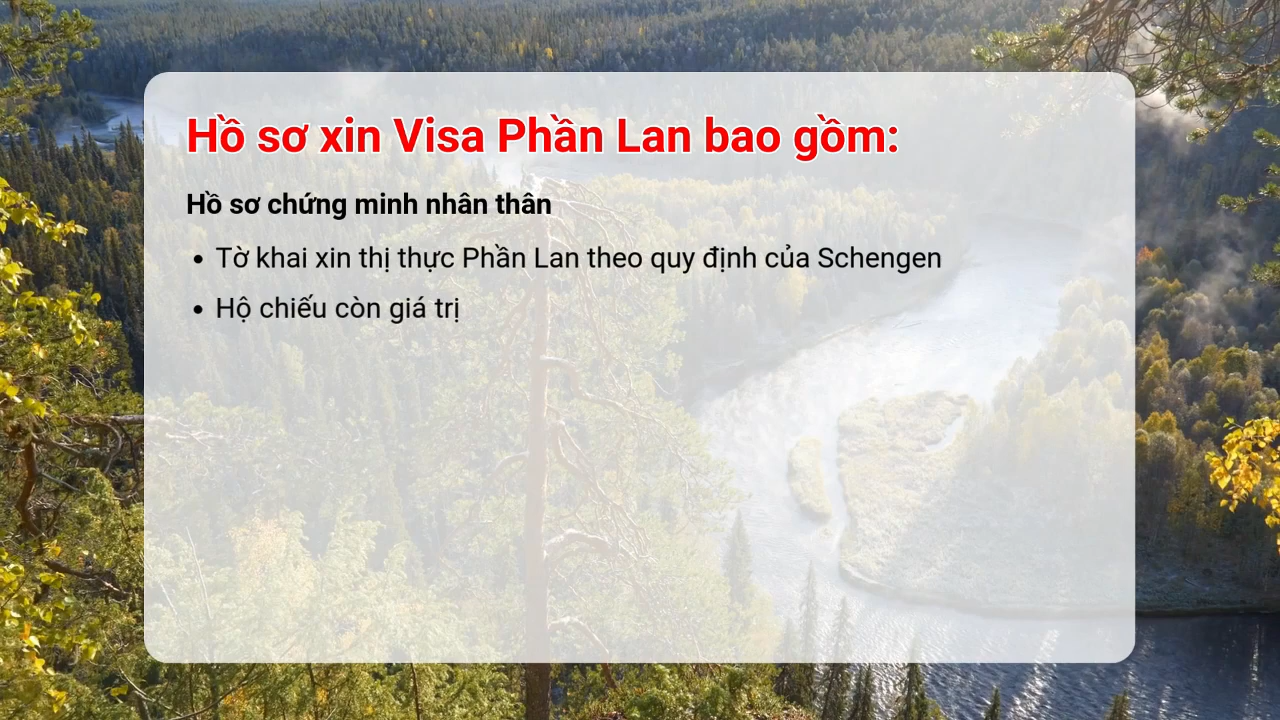 Hồ sơ xin Visa Phần Lan bao gồm:
Hồ sơ chứng minh nhân thân
• Tờ khai xin thị thực Phần Lan theo quy định của Schengen
• Hộ chiếu còn giá trị